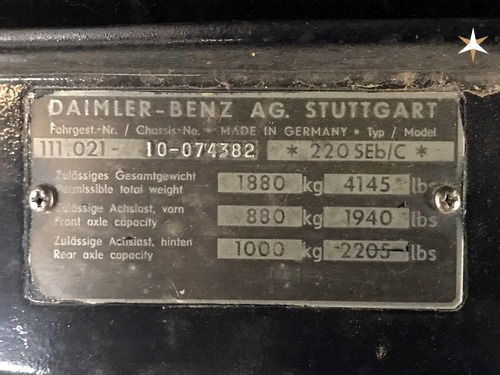 DAIMLER-BENZ AG. STUTTGART
Fahrgest.-Nr. / Chassis-No. • MADE IN GERMANY • Typ / Model
111.021- 10-074382 * 220 SEb/C *
Zulässiges Gesamtgewicht
Permissible total weight 1880 kg 4145 lbs
Zulässige Achslast, vorn
Front axle capacity 880 kg 1940 lbs
Zulässige Achslast, hinten
Rear axle capacity 1000 kg 2205 lbs